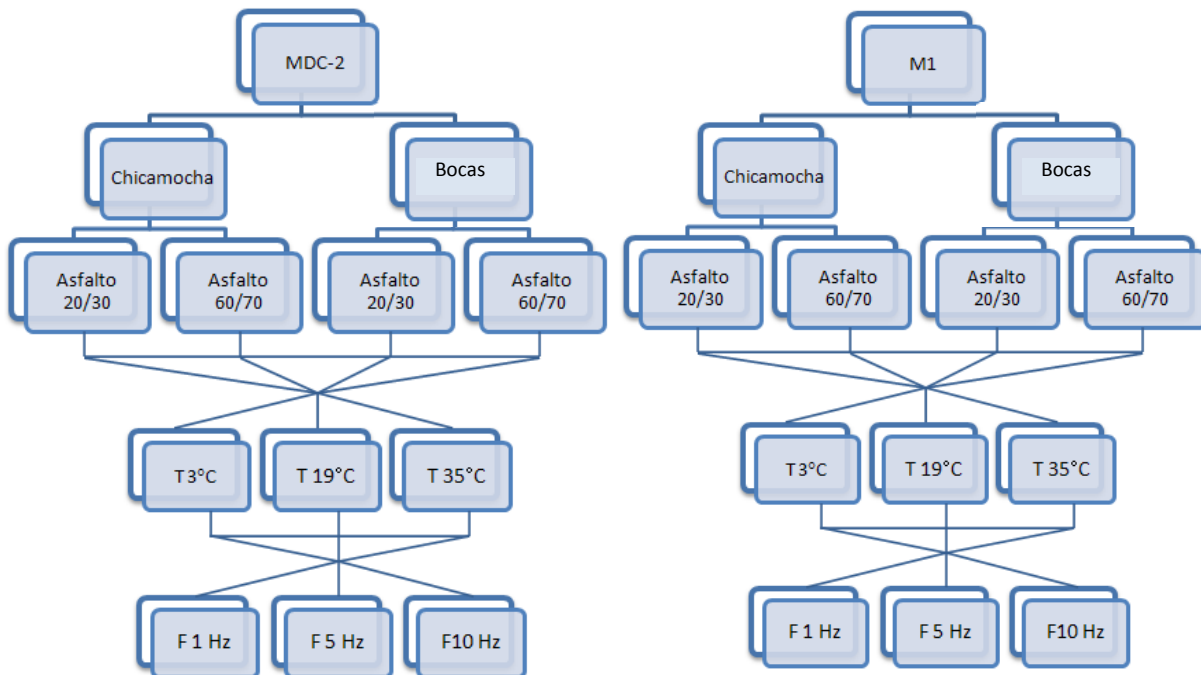 MDC-2
Chicamocha
Bocas
Asfalto
20/30
Asfalto
60/70
Asfalto
20/30
Asfalto
60/70
T 3°C
T 19°C
T 35°C
F 1 Hz
F 5 Hz
F10 Hz
M1
Chicamocha
Bocas
Asfalto
20/30
Asfalto
60/70
Asfalto
20/30
Asfalto
60/70
T 3°C
T 19°C
T 35°C
F 1 Hz
F 5 Hz
F10 Hz